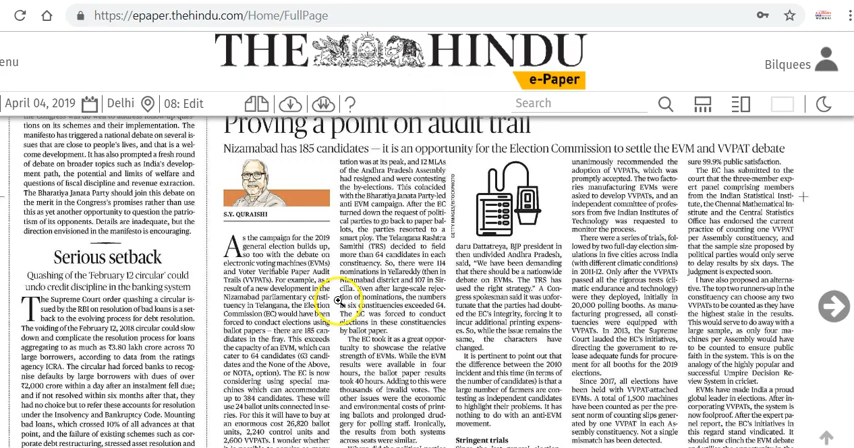 https://epaper.thehindu.com/Home/FullPage
enu
THE HINDU
e-Paper
Bilquees
April 04, 2019
Delhi
08: Edit
?
Search
on its schemes and their implementation. The
manifesto has triggered a national debate on several is-
sues that are close to people's lives, and that is a wel-
come development. It has also prompted a fresh round
of debate on broader topics such as India's develop-
ment path, the potential and limits of welfare and
questions of fiscal discipline and revenue extraction.
The Bharatiya Janata Party should join this debate on
the merit in the Congress's promises rather than use
this as yet another opportunity to question the patrio-
tism of its opponents. Details are inadequate, but the
direction envisioned in the manifesto is encouraging.
Serious setback
Quashing of the 'February 12 circular' could
undo credit discipline in the banking system
The Supreme Court order quashing a circular is-
sued by the RBI on resolution of bad loans is a set-
back to the evolving process for debt resolution.
The voiding of the February 12, 2018 circular could slow
down and complicate the resolution process for loans
aggregating to as much as ₹3.80 lakh crore across 70
large borrowers, according to data from the ratings
agency ICRA. The circular had forced banks to recog-
nise defaults by large borrowers with dues of over
₹2,000 crore within a day after an instalment fell due;
and if not resolved within six months after that, they
had no choice but to refer these accounts for resolution
under the Insolvency and Bankruptcy Code. Mounting
bad loans, which crossed 10% of all advances at that
point, and the failure of existing schemes such as cor-
porate debt restructuring, stressed asset resolution and
Proving a point on audit trail
Nizamabad has 185 candidates — it is an opportunity for the Election Commission to settle the EVM and VVPAT debate
S.Y. QURAISHI
As the campaign for the 2019
general election builds up,
so too with the debate on
electronic voting machines (EVMs)
and Voter Verifiable Paper Audit
Trails (VVPATs). For example, as a
result of a new development in the
Nizamabad parliamentary consti-
tuency in Telangana, the Election
Commission (EC) would have been
forced to conduct elections using
ballot papers – there are 185 candi-
dates in the fray. This exceeds
the capacity of an EVM, which can
cater to 64 candidates (63 candi-
dates and the None of the Above,
or NOTA, option). The EC is now
considering using special ma-
chines which can accommodate
up to 384 candidates. These will
use 24 ballot units connected in se-
ries. For this it will have to buy at
an enormous cost 26,820 ballot
units, 2,240 control units and
2,600 VVPATs. I wonder whether
tation was at its peak, and 12 MLAs
of the Andhra Pradesh Assembly
had resigned and were contesting
the by-elections. This coincided
with the Bharatiya Janata Party-led
anti EVM campaign. After the EC
turned down the request of politi-
cal parties to go back to paper bal-
lots, the parties resorted to a
smart ploy. The Telangana Rashtra
Samithi (TRS) decided to field
more than 64 candidates in each
constituency. So, there were 114
nominations in Yellareddy (then in
Nizamabad district and 107 in Sir-
cilla. Even after large-scale rejec-
tion of nominations, the numbers
in six constituencies exceeded 64.
The EC was forced to conduct
elections in these constituencies
by ballot paper.
The EC took it as a great oppor-
tunity to showcase the relative
strength of EVMs. While the EVM
results were available in four
hours, the ballot paper results
took 40 hours. Adding to this were
thousands of invalid votes. The
other issues were the economic
and environmental costs of print-
ing ballots and prolonged drud-
gery for polling staff. Ironically,
the results from both systems
across seats were similar.
GETTY IMAGES/ISTOCKPHOTO
daru Dattatreya, BJP president in
then undivided Andhra Pradesh,
said, "We have been demanding
that there should be a nationwide
debate on EVMs. The TRS has
used the right strategy." A Con-
gress spokesman said it was unfor-
tunate that the parties had doubt-
ed the EC's integrity, forcing it to
incur additional printing expens-
es. So, while the issue remains the
same, the characters have
changed.
It is pertinent to point out that
the difference between the 2010
incident and this time (in terms of
the number of candidates) is that a
large number of farmers are con-
testing as independent candidates
to highlight their problems. It has
nothing to do with an anti-EVM
movement.
Stringent trials
unanimously recommended the
adoption of VVPATs, which was
promptly accepted. The two facto-
ries manufacturing EVMs were
asked to develop VVPATs, and an
independent committee of profes-
sors from five Indian Institutes of
Technology was requested to
monitor the process.
There were a series of trials, fol-
lowed by two full-day election sim-
ulations in five cities across India
(with different climatic conditions)
in 2011-12. Only after the VVPATs
passed all the rigorous tests (cli-
matic endurance and technology)
were they deployed, initially in
20,000 polling booths. As manu-
facturing progressed, all consti-
tuencies were equipped with
VVPATs. In 2013, the Supreme
Court lauded the EC's initiatives,
directing the government to re-
lease adequate funds for procure-
ment for all booths for the 2019
elections.
Since 2017, all elections have
been held with VVPAT-attached
EVMs. A total of 1,500 machines
have been counted as per the pre-
sent norm of counting slips gener-
ated by one VVPAT in each As-
sembly constituency. Not a single
mismatch has been detected.
sure 99.9% public satisfaction.
The EC has submitted to the
court that the three-member ex-
pert panel comprising members
from the Indian Statistical Insti-
tute, the Chennai Mathematical In-
stitute and the Central Statistics
Office has endorsed the current
practice of counting one VVPAT
per Assembly constituency, and
that the sample size proposed by
political parties would only serve
to delay results by six days. The
judgment is expected soon.
I have also proposed an alterna-
tive. The top two runners-up in the
constituency can choose any two
VVPATs to be counted as they have
the highest stake in the results.
This would serve to do away with a
large sample, as only four ma-
chines per Assembly would have
to be counted to ensure public
faith in the system. This is on the
analogy of the highly popular and
successful Umpire Decision Re-
view System in cricket.
EVMs have made India a proud
global leader in elections. After in-
corporating VVPATs, the system is
now foolproof. After the expert pa-
nel report, the EC's initiatives in
this regard stand vindicated. It
should now clinch the EVM debate